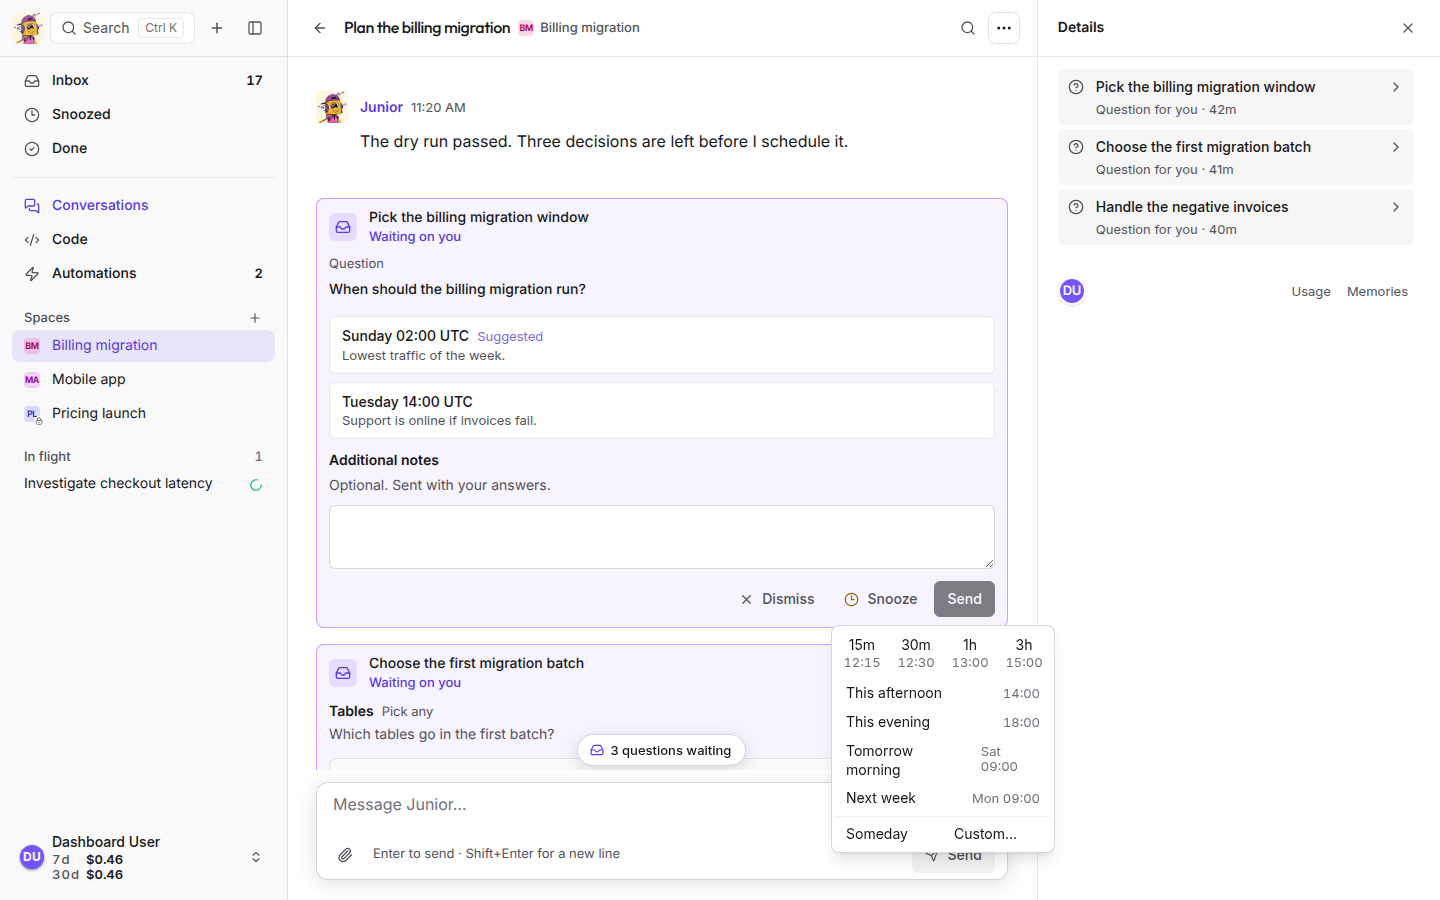 Search Ctrl K
Inbox 17
Snoozed
Done
Conversations
Code
Automations 2
Spaces
BM Billing migration
MA Mobile app
PL Pricing launch
In flight 1
Investigate checkout latency
DU Dashboard User
7d $0.46
30d $0.46
Plan the billing migration BM Billing migration
Junior 11:20 AM
The dry run passed. Three decisions are left before I schedule it.
Pick the billing migration window
Waiting on you
Question
When should the billing migration run?
Sunday 02:00 UTC Suggested
Lowest traffic of the week.
Tuesday 14:00 UTC
Support is online if invoices fail.
Additional notes
Optional. Sent with your answers.
Dismiss Snooze Send
Choose the first migration batch
Waiting on you
Tables Pick any
Which tables go in the first batch?
3 questions waiting
Message Junior...
Enter to send · Shift+Enter for a new line
Send
15m 30m 1h 3h
12:15 12:30 13:00 15:00
This afternoon 14:00
This evening 18:00
Tomorrow morning Sat 09:00
Next week Mon 09:00
Someday Custom...
Details
Pick the billing migration window
Question for you · 42m
Choose the first migration batch
Question for you · 41m
Handle the negative invoices
Question for you · 40m
DU Usage Memories